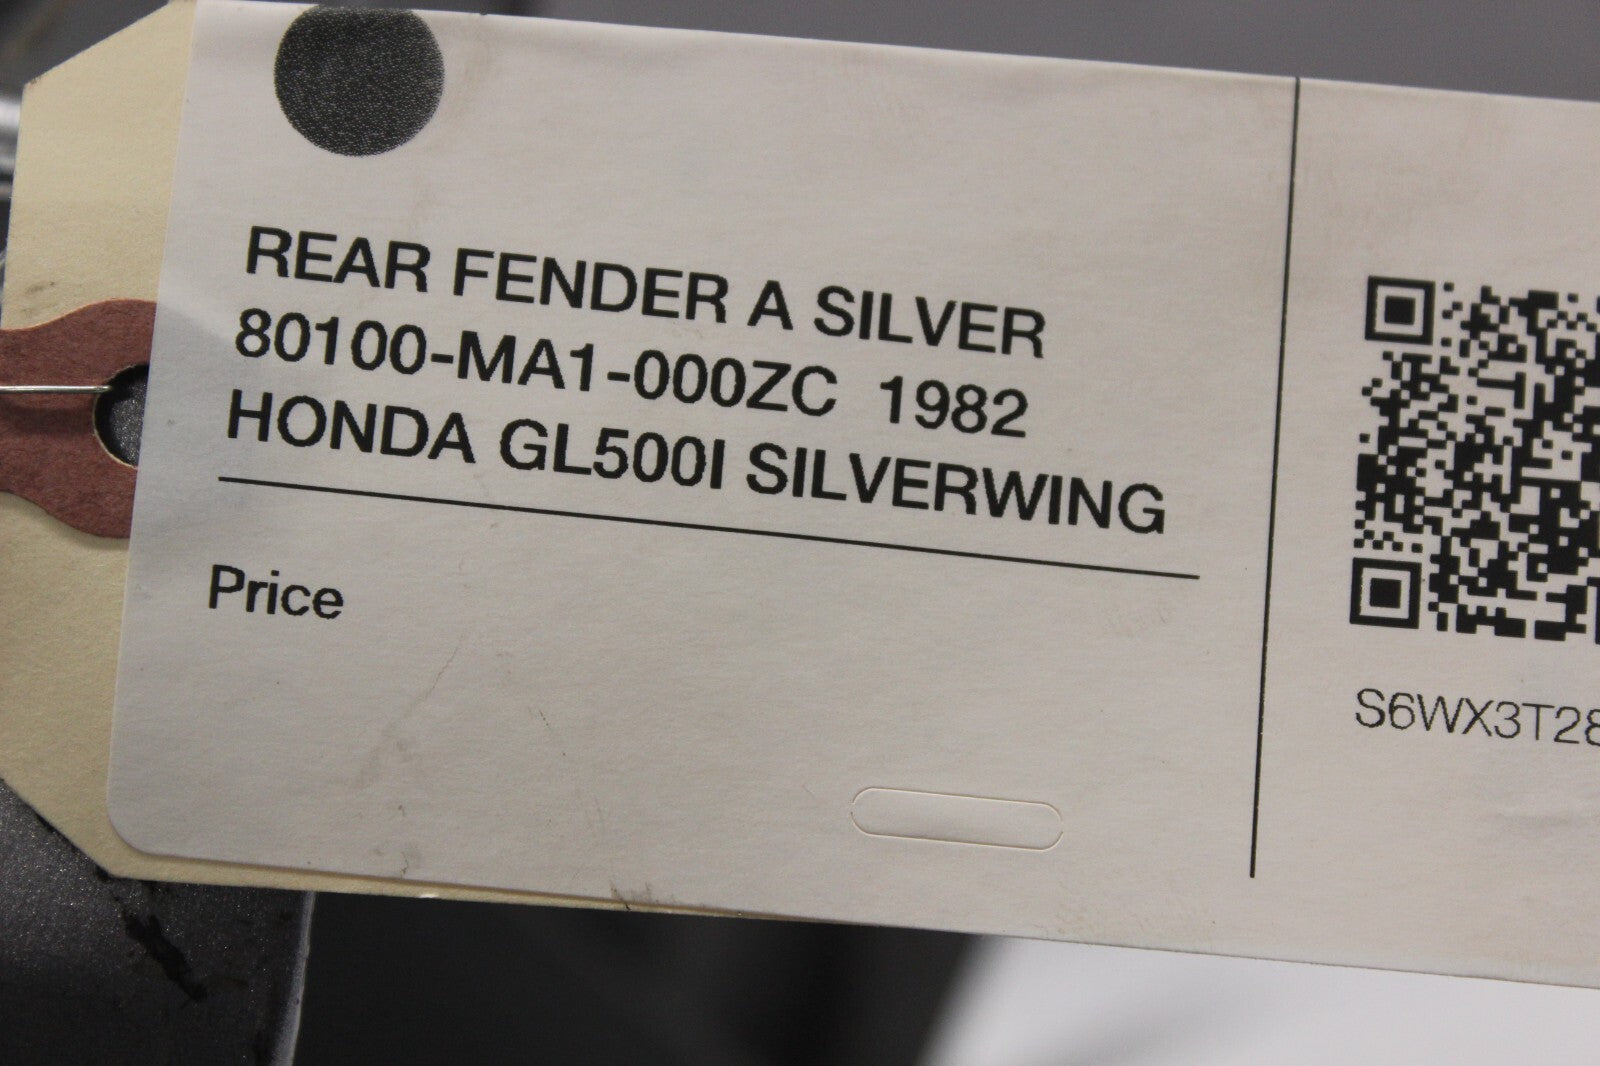 REAR FENDER A SILVER
80100-MA1-000ZC 1982
HONDA GL500I SILVERWING
Price
S6WX3T28